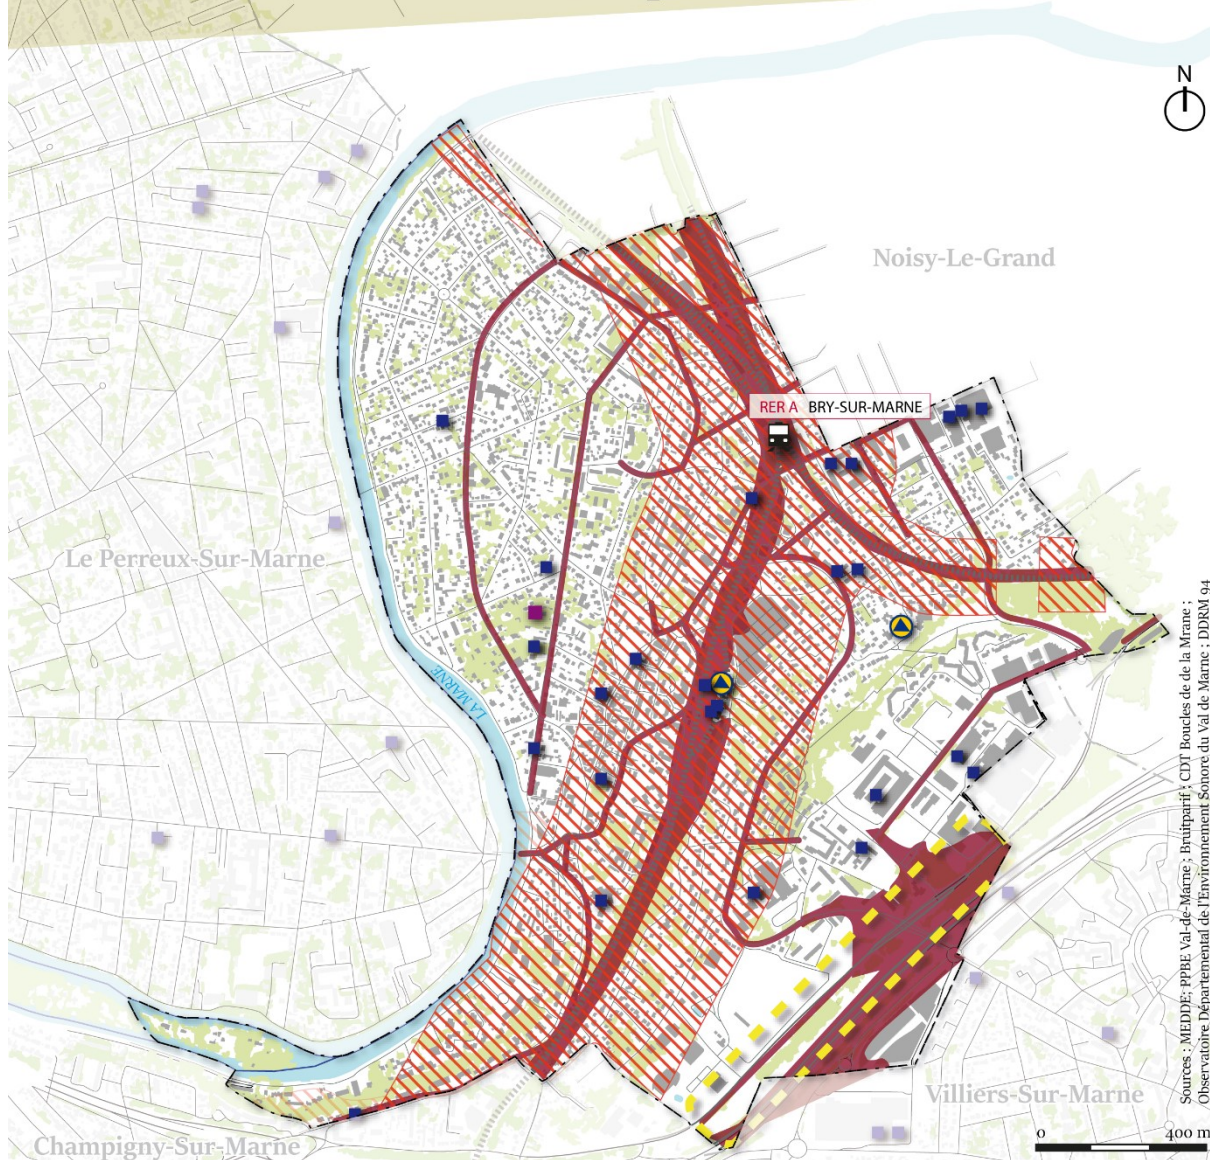 N
Noisy-Le-Grand
RER A BRY-SUR-MARNE
Le Perreux-Sur-Marne
LA MARNE
Villiers-Sur-Marne
Champigny-Sur-Marne
0 400 m
Sources : MEDDE; PPBE Val-de-Marne ; Bruitparif ; CDT Boucles de de la Mrane ;
Observatoire Départemental de l'Environement Sonore du Val de Marne ; DDRM 94